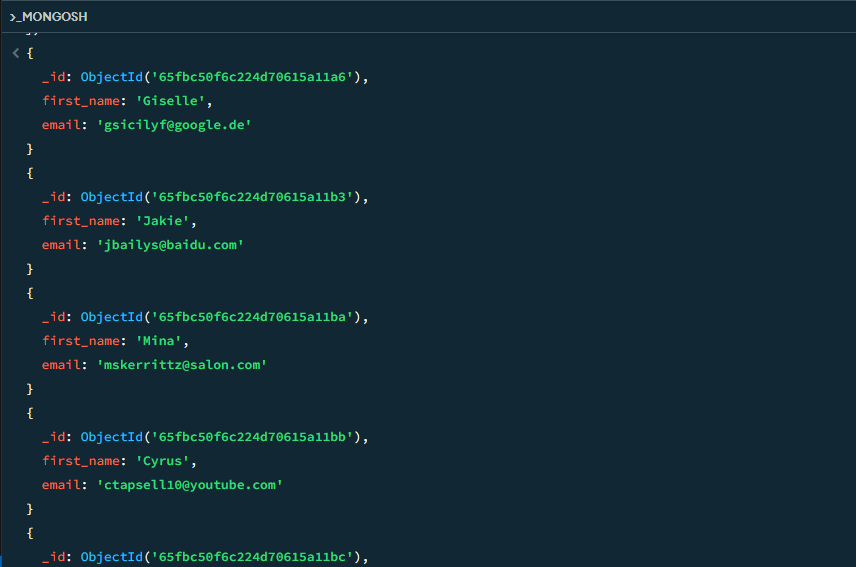 >_MONGOSH
{
_id: ObjectId('65fbc50f6c224d70615a11a6'),
first_name: 'Giselle',
email: 'gsicilyf@google.de'
}
{
_id: ObjectId('65fbc50f6c224d70615a11b3'),
first_name: 'Jakie',
email: 'jbailys@baidu.com'
}
{
_id: ObjectId('65fbc50f6c224d70615a11ba'),
first_name: 'Mina',
email: 'mskerrittz@salon.com'
}
{
_id: ObjectId('65fbc50f6c224d70615a11bb'),
first_name: 'Cyrus',
email: 'ctapsell10@youtube.com'
}
{
_id: ObjectId('65fbc50f6c224d70615a11bc'),